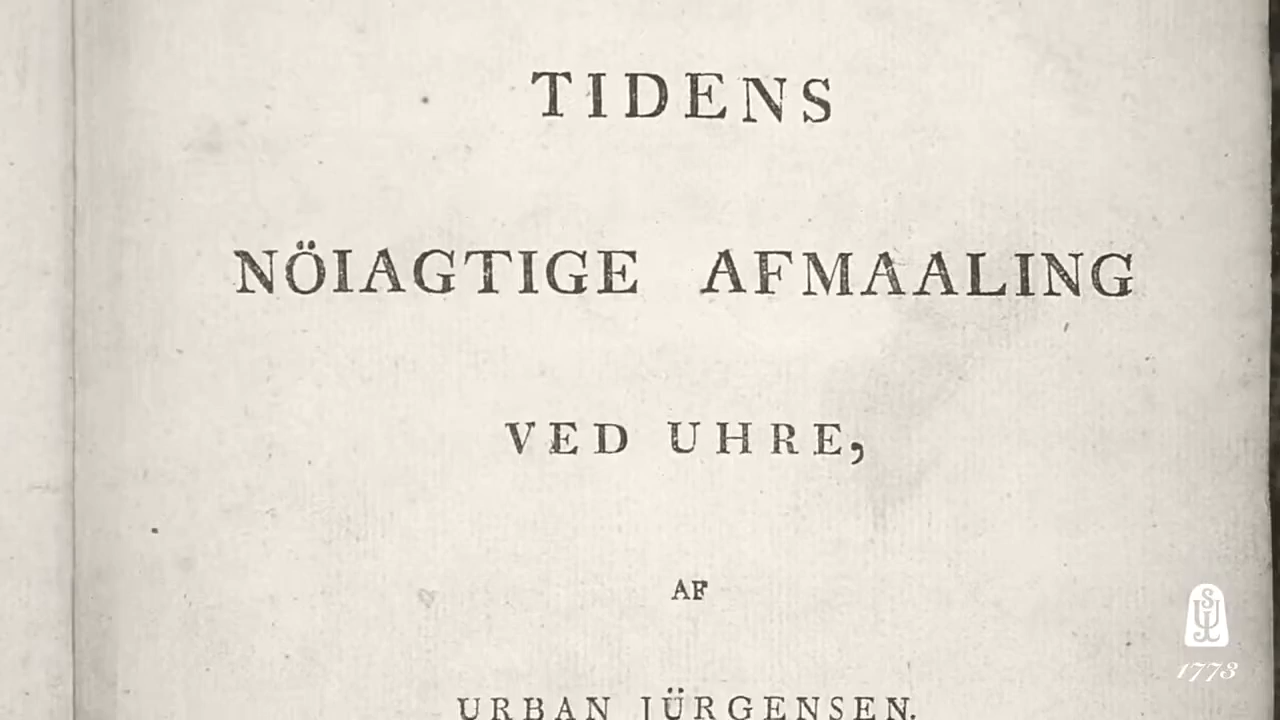 TIDENS
NÖIAGTIGE AFMAALING
VED UHRE,
AF
URBAN JÜRGENSEN.
1773